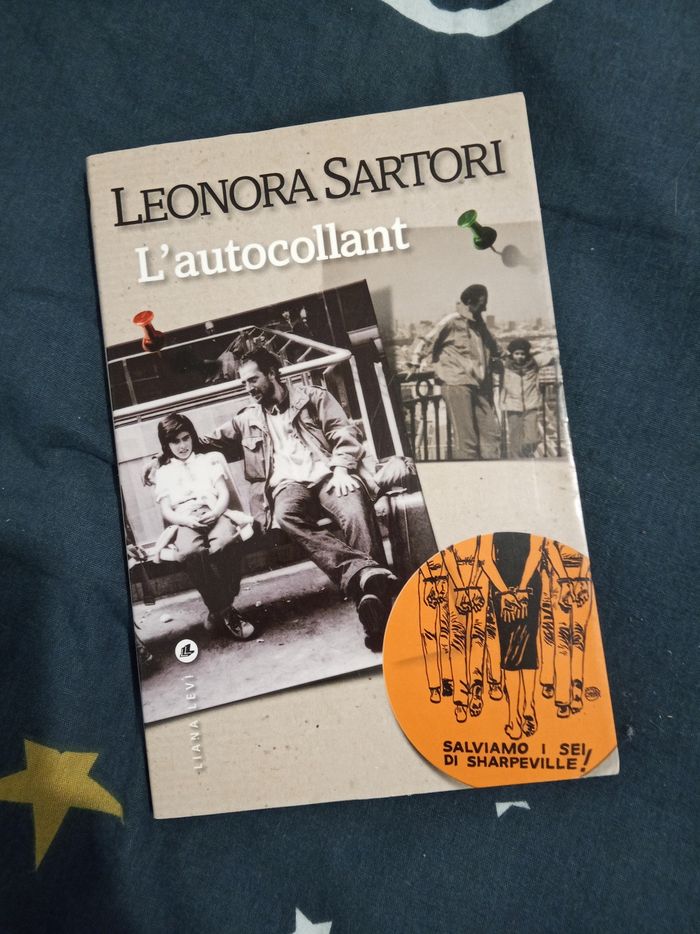 LEONORA SARTORI
L'autocollant
LIANA LEVI
SALVIAMO I SEI
DI SHARPEVILLE!